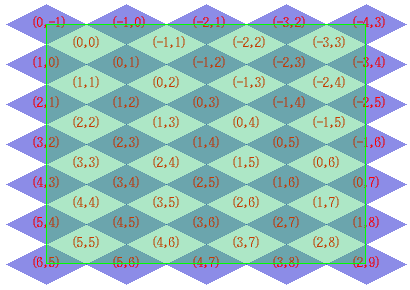 (0,-1) (-1,0) (-2,1) (-3,2) (-4,3)
(0,0) (-1,1) (-2,2) (-3,3)
(1,0) (0,1) (-1,2) (-2,3) (-3,4)
(1,1) (0,2) (-1,3) (-2,4)
(2,1) (1,2) (0,3) (-1,4) (-2,5)
(2,2) (1,3) (0,4) (-1,5)
(3,2) (2,3) (1,4) (0,5) (-1,6)
(3,3) (2,4) (1,5) (0,6)
(4,3) (3,4) (2,5) (1,6) (0,7)
(4,4) (3,5) (2,6) (1,7)
(5,4) (4,5) (3,6) (2,7) (1,8)
(5,5) (4,6) (3,7) (2,8)
(6,5) (5,6) (4,7) (3,8) (2,9)